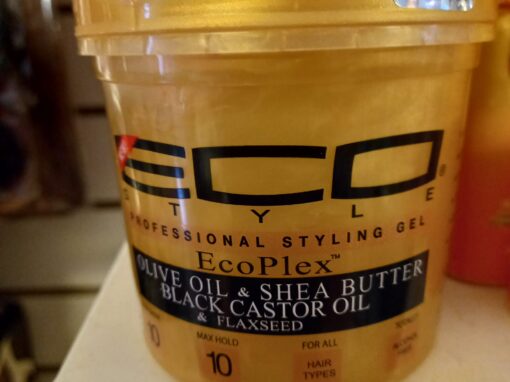 ECO
STYLE
PROFESSIONAL STYLING GEL
EcoPlex™
OLIVE OIL & SHEA BUTTER
BLACK CASTOR OIL
& FLAXSEED
10
MAX HOLD
10
FOR ALL
HAIR
TYPES